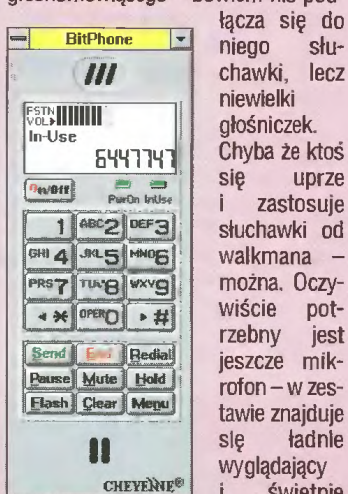 łącza się do
niego słu-
chawki, lecz
niewielki
głośniczek.
Chyba że ktoś
się uprze
i zastosuje
słuchawki od
walkmana –
można. Oczy-
wiście pot-
rzebny jest
jeszcze mik-
rofon – w zes-
tawie znajduje
się ładnie
wyglądający
i świetnie
BitPhone
FSTN
VOL
In-Use
6447747
On/Off
PwrOn InUse
1 ABC2 DEF3
GHI4 JKL5 MNO6
PRS7 TUV8 WXY9
* OPER0 #
Send End Redial
Pause Mute Hold
Flash Clear Menu
CHEYENNE®